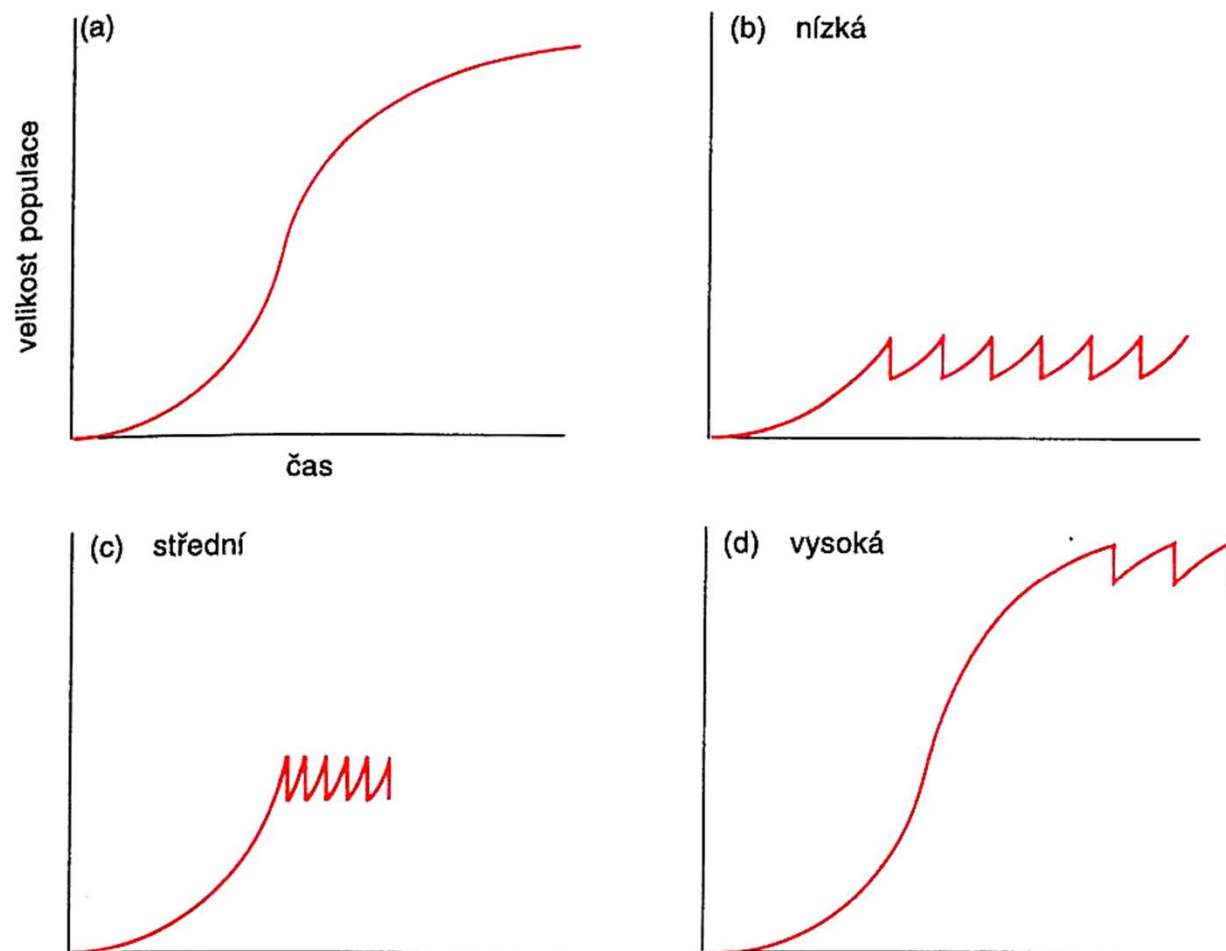 (a)
velikost populace
čas
(b) nízká
(c) střední
(d) vysoká